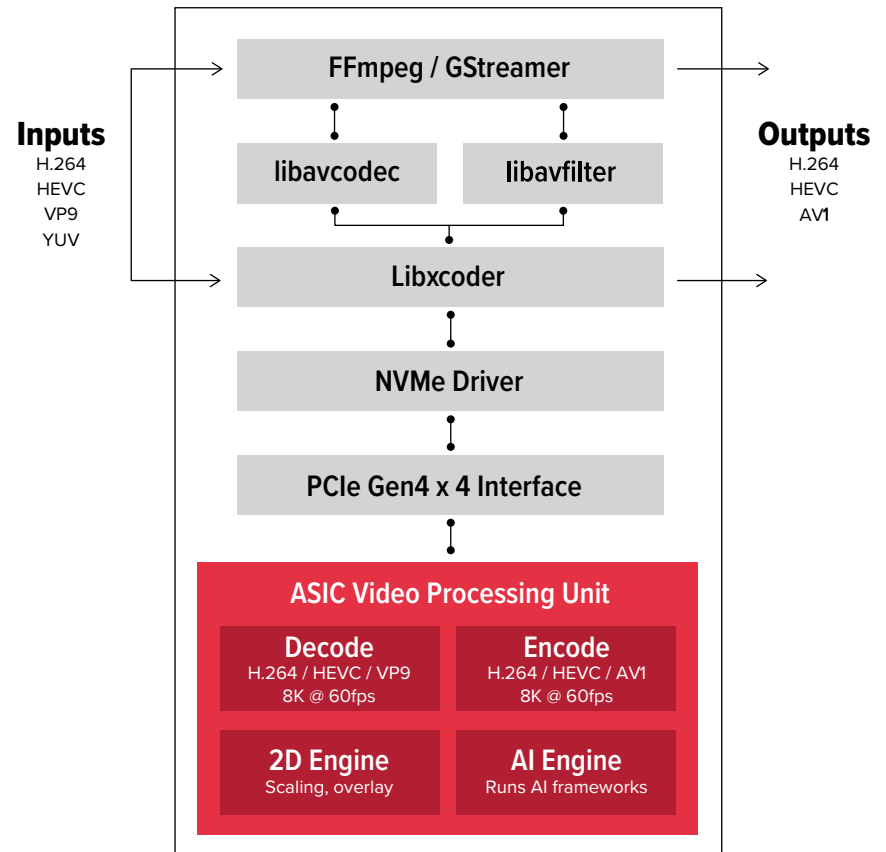 FFmpeg / GStreamer
Inputs
H.264
HEVC
VP9
YUV
Outputs
H.264
HEVC
AV1
libavcodec
libavfilter
Libxcoder
NVMe Driver
PCIe Gen4 x 4 Interface
ASIC Video Processing Unit
Decode
H.264 / HEVC / VP9
8K @ 60fps
Encode
H.264 / HEVC / AV1
8K @ 60fps
2D Engine
Scaling, overlay
AI Engine
Runs AI frameworks